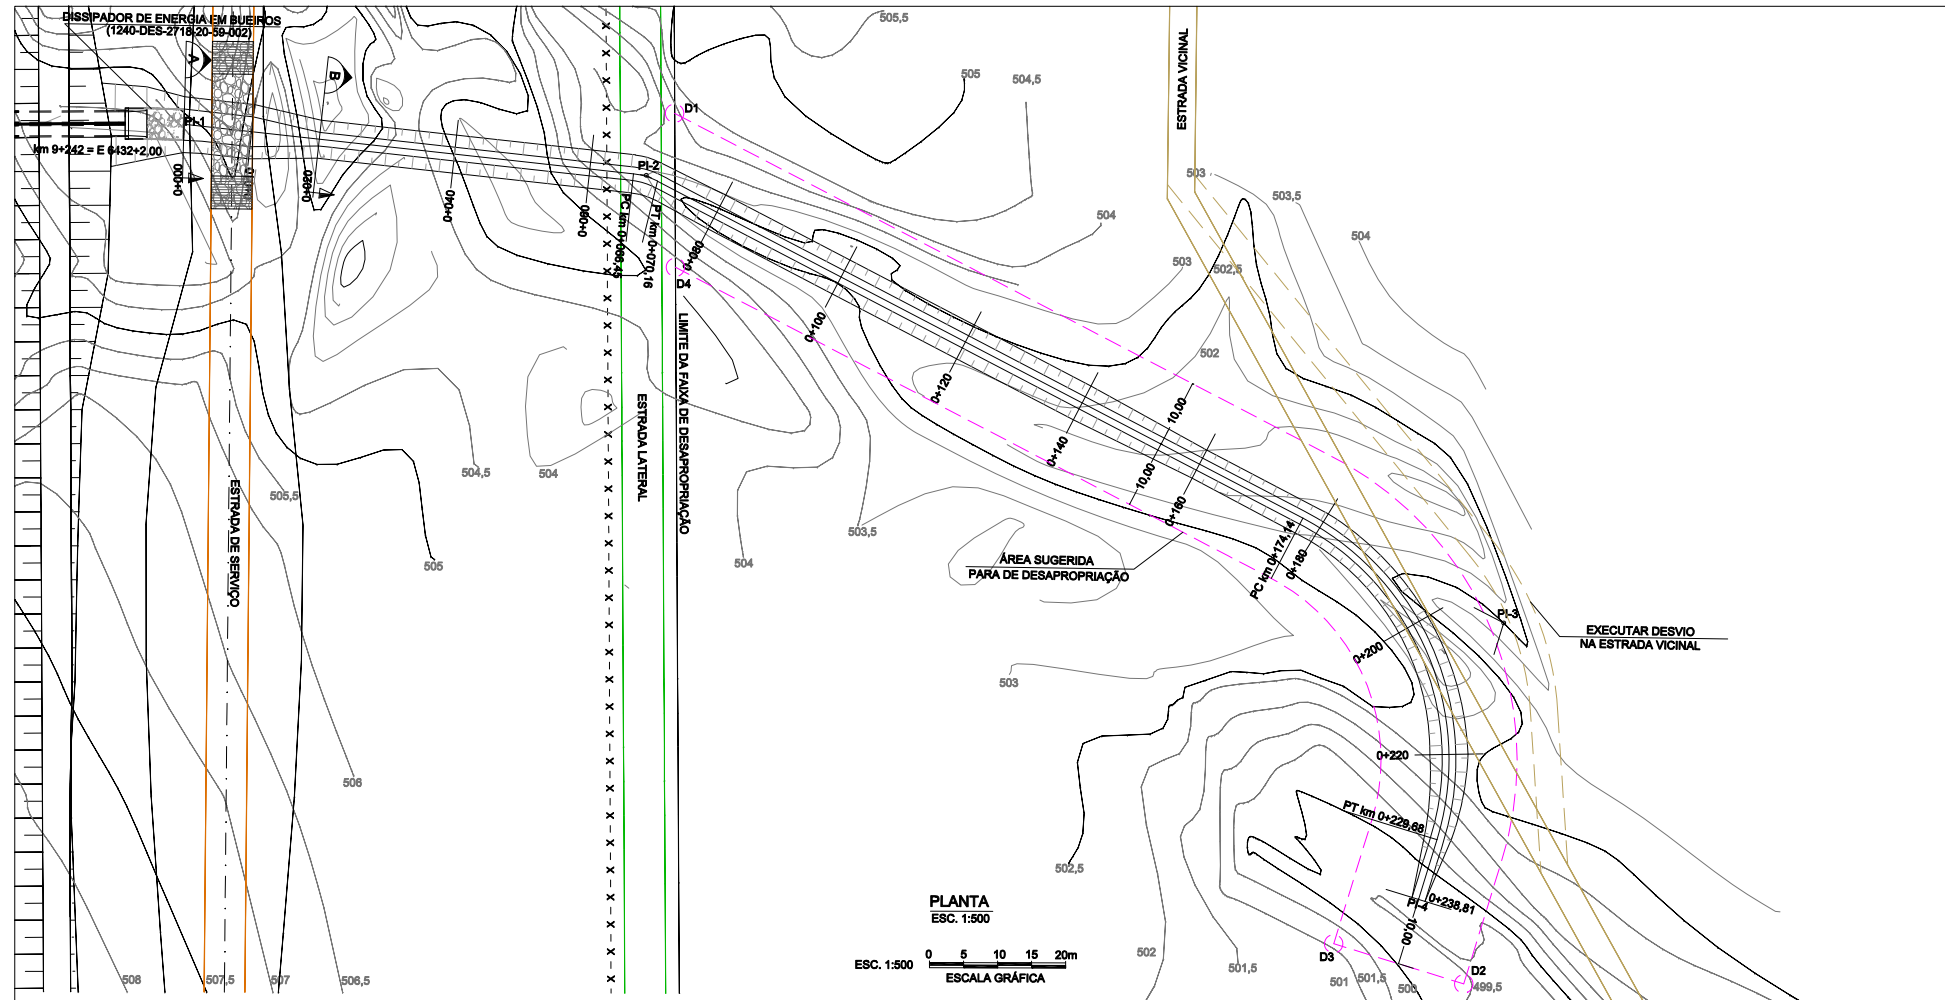 DISSIPADOR DE ENERGIA EM BUEIROS
(1240-DES-2718-20-59-002)
A
B
PI-1
km 9+242 = E 6432+2,00
0+000
0+020
0+040
0+060
PI-2
PC km 0+066,45
PT km 0+070,16
0+080
D1
D4
0+100
0+120
0+140
10,00
10,00
0+160
PC km 0+174,14
0+180
0+200
0+220
PI-3
PT km 0+229,68
PI-4
0+238,81
10,00
D3
D2
ESTRADA DE SERVIÇO
ESTRADA LATERAL
LIMITE DA FAIXA DE DESAPROPRIAÇÃO
ESTRADA VICINAL
ÁREA SUGERIDA
PARA DE DESAPROPRIAÇÃO
EXECUTAR DESVIO
NA ESTRADA VICINAL
505,5
505
504,5
504
503
503,5
504
503
502,5
502
505,5
504,5
504
505
504
503,5
503
506
502,5
508
507,5
507
506,5
502
501,5
501
501,5
500
499,5
PLANTA
ESC. 1:500
ESC. 1:500
0 5 10 15 20m
ESCALA GRÁFICA